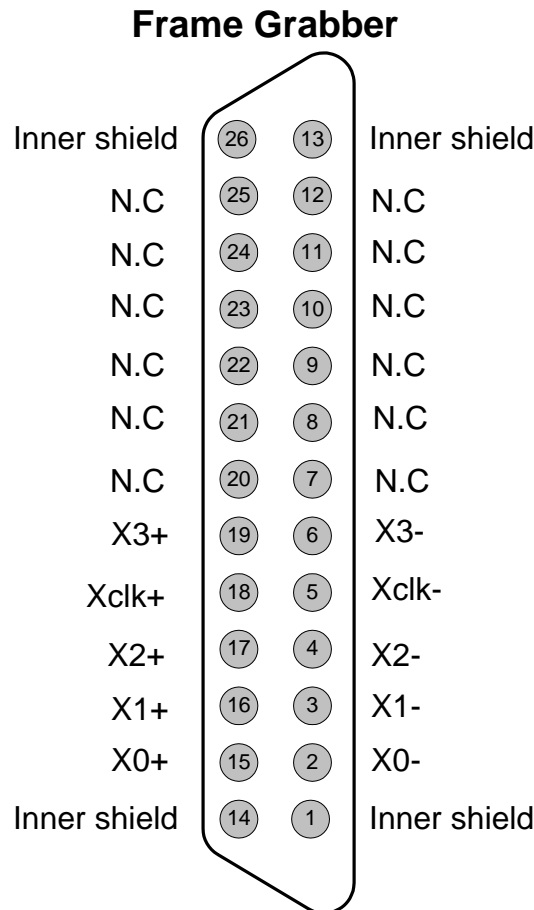 Frame Grabber
Inner shield 26 13 Inner shield
N.C 25 12 N.C
N.C 24 11 N.C
N.C 23 10 N.C
N.C 22 9 N.C
N.C 21 8 N.C
N.C 20 7 N.C
X3+ 19 6 X3-
Xclk+ 18 5 Xclk-
X2+ 17 4 X2-
X1+ 16 3 X1-
X0+ 15 2 X0-
Inner shield 14 1 Inner shield